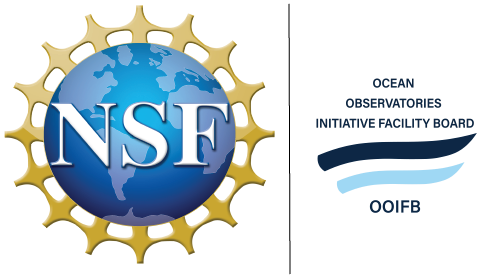 NSF
OCEAN
OBSERVATORIES
INITIATIVE FACILITY BOARD
OOIFB